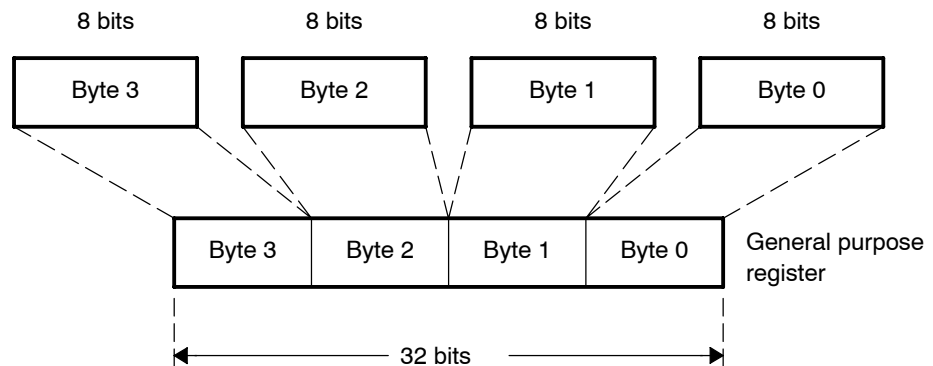 8 bits 8 bits 8 bits 8 bits
Byte 3 Byte 2 Byte 1 Byte 0
Byte 3 Byte 2 Byte 1 Byte 0
General purpose
register
32 bits